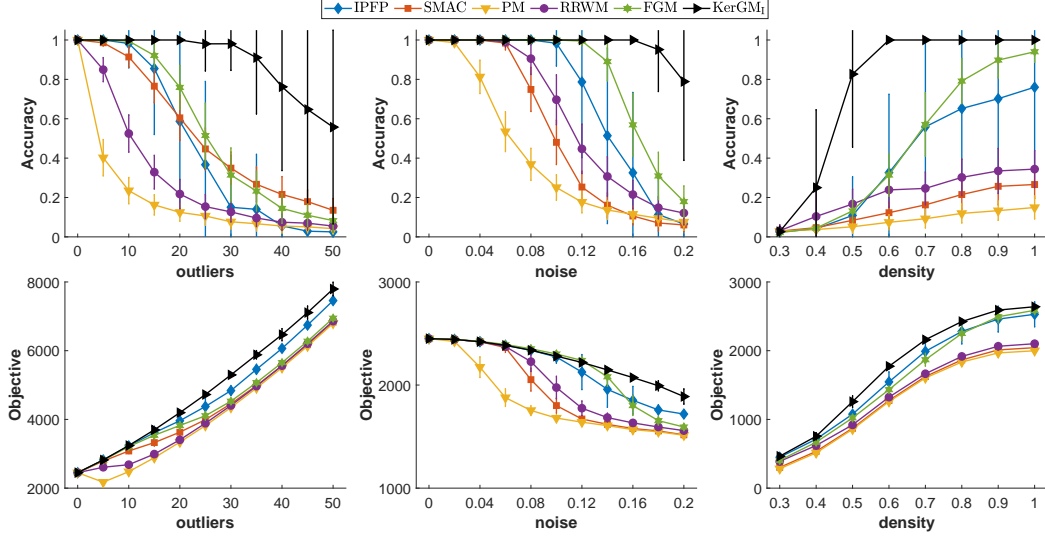 IPFP SMAC PM RRWM FGM KerGM_I
1
0.8
0.6
0.4
0.2
0
Accuracy
0 10 20 30 40 50
outliers
1
0.8
0.6
0.4
0.2
0
Accuracy
0 0.04 0.08 0.12 0.16 0.2
noise
1
0.8
0.6
0.4
0.2
0
Accuracy
0.3 0.4 0.5 0.6 0.7 0.8 0.9 1
density
8000
6000
4000
2000
Objective
0 10 20 30 40 50
outliers
3000
2000
1000
Objective
0 0.04 0.08 0.12 0.16 0.2
noise
3000
2000
1000
0
Objective
0.3 0.4 0.5 0.6 0.7 0.8 0.9 1
density